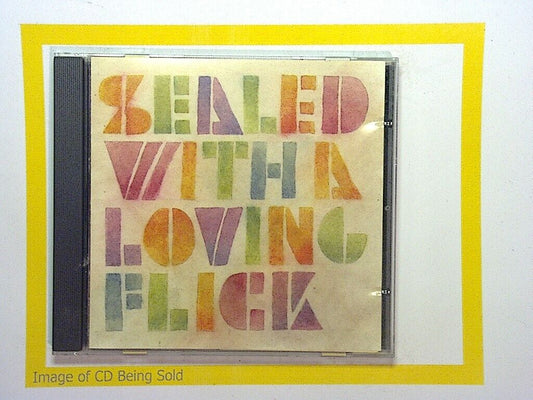 SEALED
WITH A
LOVING
FLICK
Image of CD Being Sold